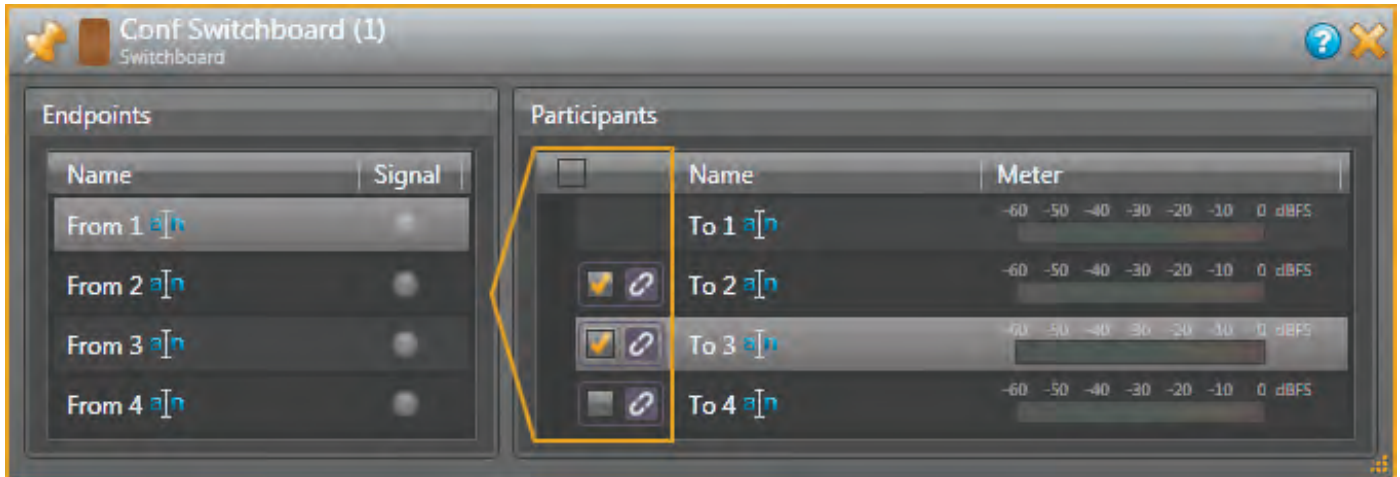 Conf Switchboard (1)
Switchboard
?
Endpoints
Participants
Name Signal
Name Meter
From 1 a n
To 1 a n
-60 -50 -40 -30 -20 -10 0 dBFS
From 2 a n
To 2 a n
-60 -50 -40 -30 -20 -10 0 dBFS
From 3 a n
To 3 a n
-60 -50 -40 -30 -20 -10 0 dBFS
From 4 a n
To 4 a n
-60 -50 -40 -30 -20 -10 0 dBFS